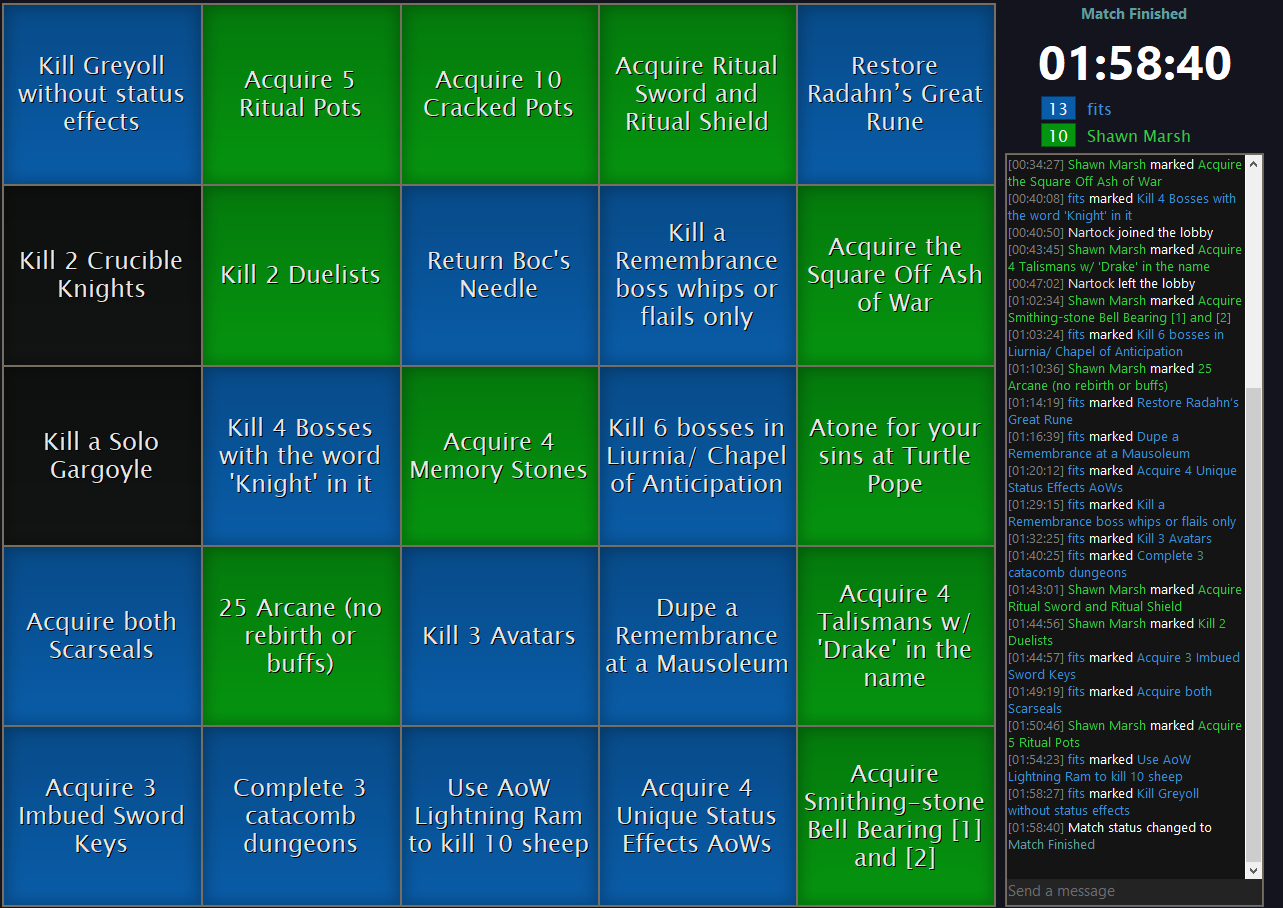 Kill Greyoll
without status
effects
Acquire 5
Ritual Pots
Acquire 10
Cracked Pots
Acquire Ritual
Sword and
Ritual Shield
Restore
Radahn’s Great
Rune
Kill 2 Crucible
Knights
Kill 2 Duelists
Return Boc's
Needle
Kill a
Remembrance
boss whips or
flails only
Acquire the
Square Off Ash
of War
Kill a Solo
Gargoyle
Kill 4 Bosses
with the word
'Knight' in it
Acquire 4
Memory Stones
Kill 6 bosses in
Liurnia/ Chapel
of Anticipation
Atone for your
sins at Turtle
Pope
Acquire both
Scarseals
25 Arcane (no
rebirth or
buffs)
Kill 3 Avatars
Dupe a
Remembrance
at a Mausoleum
Acquire 4
Talismans w/
'Drake' in the
name
Acquire 3
Imbued Sword
Keys
Complete 3
catacomb
dungeons
Use AoW
Lightning Ram
to kill 10 sheep
Acquire 4
Unique Status
Effects AoWs
Acquire
Smithing-stone
Bell Bearing [1]
and [2]
Match Finished
01:58:40
13 fits
10 Shawn Marsh
[00:34:27] Shawn Marsh marked Acquire
the Square Off Ash of War
[00:40:08] fits marked Kill 4 Bosses with
the word 'Knight' in it
[00:40:50] Nartock joined the lobby
[00:43:45] Shawn Marsh marked Acquire
4 Talismans w/ 'Drake' in the name
[00:47:02] Nartock left the lobby
[01:02:34] Shawn Marsh marked Acquire
Smithing-stone Bell Bearing [1] and [2]
[01:03:24] fits marked Kill 6 bosses in
Liurnia/ Chapel of Anticipation
[01:10:36] Shawn Marsh marked 25
Arcane (no rebirth or buffs)
[01:14:19] fits marked Restore Radahn's
Great Rune
[01:16:39] fits marked Dupe a
Remembrance at a Mausoleum
[01:20:12] fits marked Acquire 4 Unique
Status Effects AoWs
[01:29:15] fits marked Kill a
Remembrance boss whips or flails only
[01:32:25] fits marked Kill 3 Avatars
[01:40:25] fits marked Complete 3
catacomb dungeons
[01:43:01] Shawn Marsh marked Acquire
Ritual Sword and Ritual Shield
[01:44:56] Shawn Marsh marked Kill 2
Duelists
[01:44:57] fits marked Acquire 3 Imbued
Sword Keys
[01:49:19] fits marked Acquire both
Scarseals
[01:50:46] Shawn Marsh marked Acquire
5 Ritual Pots
[01:54:23] fits marked Use AoW
Lightning Ram to kill 10 sheep
[01:58:27] fits marked Kill Greyoll
without status effects
[01:58:40] Match status changed to
Match Finished
Send a message